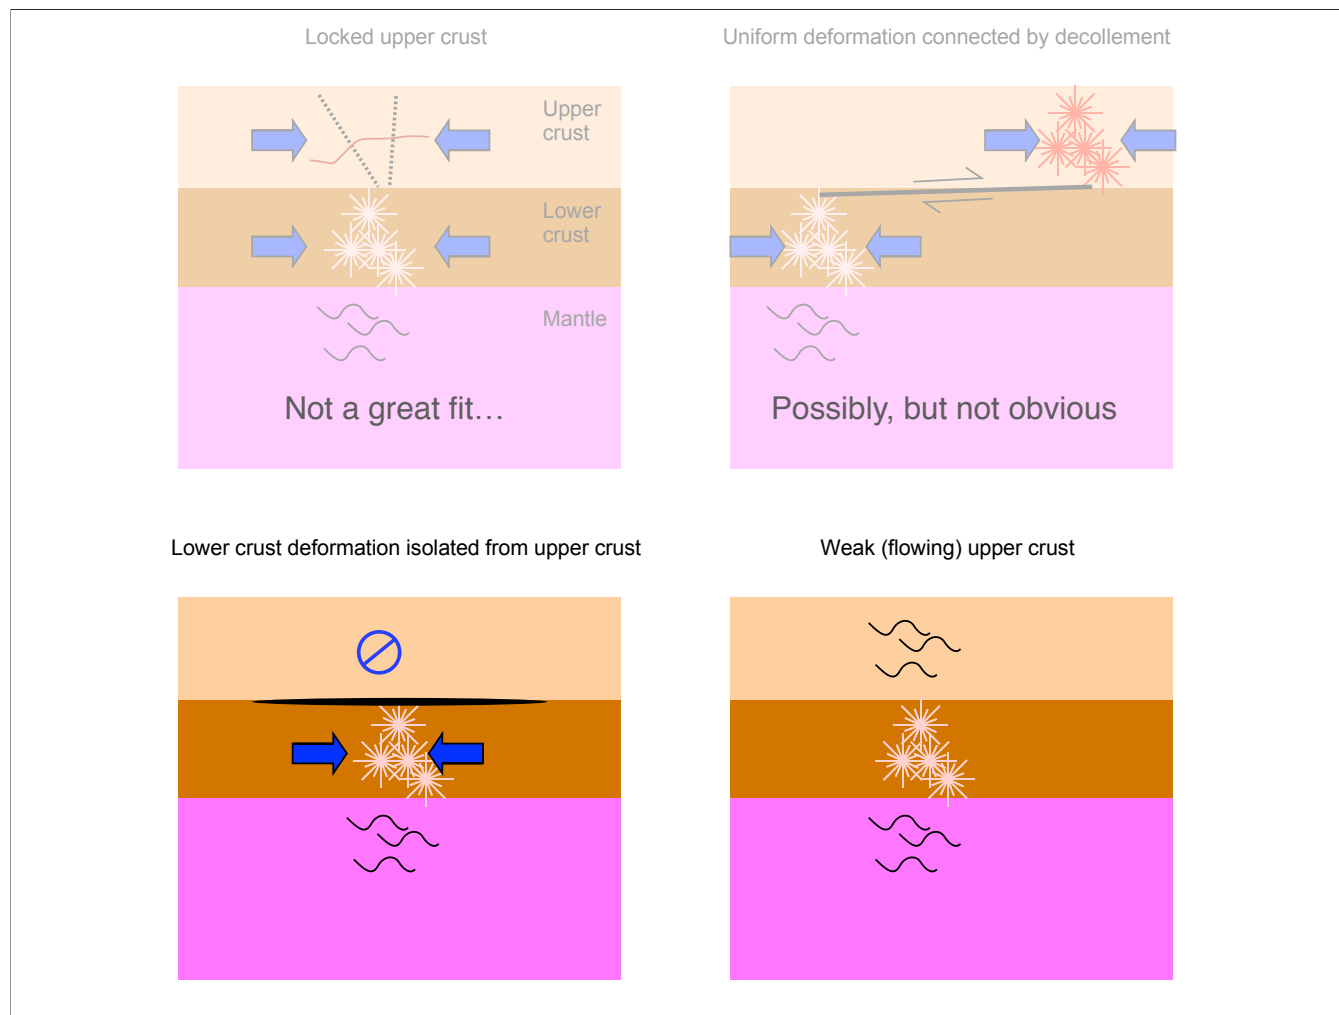 Locked upper crust
Uniform deformation connected by decollement
Upper
crust
Lower
crust
Mantle
Not a great fit…
Possibly, but not obvious
Lower crust deformation isolated from upper crust
Weak (flowing) upper crust